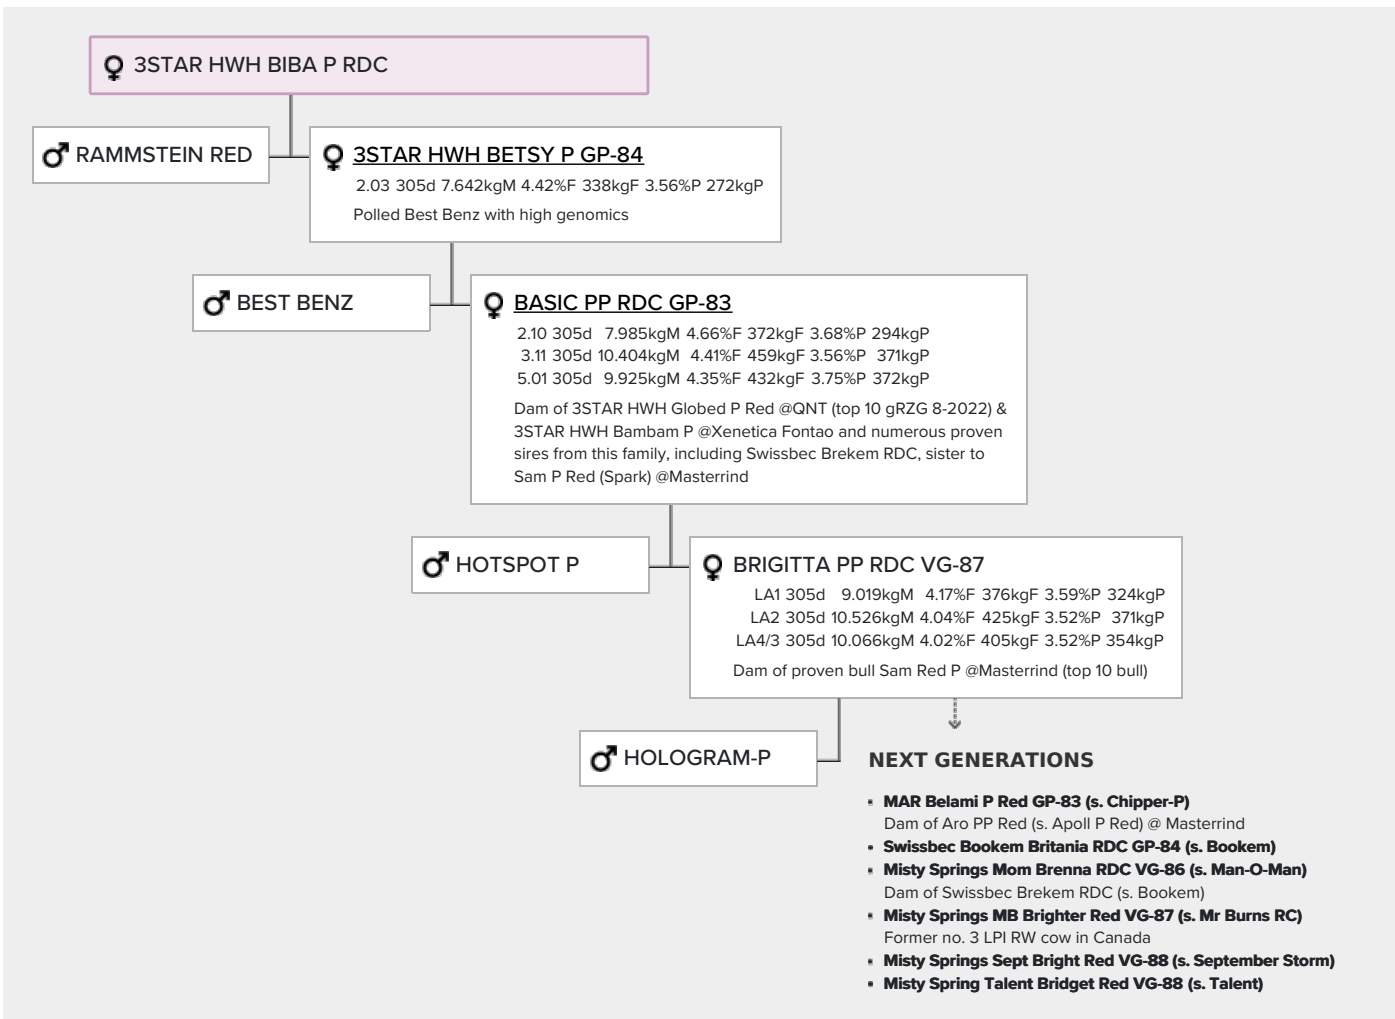 3STAR HWH BIBA P RDC
RAMMSTEIN RED
3STAR HWH BETSY P GP-84
2.03 305d 7.642kgM 4.42%F 338kgF 3.56%P 272kgP
Polled Best Benz with high genomics
BEST BENZ
BASIC PP RDC GP-83
2.10 305d 7.985kgM 4.66%F 372kgF 3.68%P 294kgP
3.11 305d 10.404kgM 4.41%F 459kgF 3.56%P 371kgP
5.01 305d 9.925kgM 4.35%F 432kgF 3.75%P 372kgP
Dam of 3STAR HWH Globed P Red @QNT (top 10 gRZG 8-2022) &
3STAR HWH Bambam P @Xenetica Fontao and numerous proven
sires from this family, including Swissbec Brekem RDC, sister to
Sam P Red (Spark) @Masterrind
HOTSPOT P
BRIGITTA PP RDC VG-87
LA1 305d 9.019kgM 4.17%F 376kgF 3.59%P 324kgP
LA2 305d 10.526kgM 4.04%F 425kgF 3.52%P 371kgP
LA4/3 305d 10.066kgM 4.02%F 405kgF 3.52%P 354kgP
Dam of proven bull Sam Red P @Masterrind (top 10 bull)
HOLOGRAM-P
NEXT GENERATIONS
• MAR Belami P Red GP-83 (s. Chipper-P)
Dam of Aro PP Red (s. Apoll P Red) @ Masterrind
• Swissbec Bookem Britania RDC GP-84 (s. Bookem)
• Misty Springs Mom Brenna RDC VG-86 (s. Man-O-Man)
Dam of Swissbec Brekem RDC (s. Bookem)
• Misty Springs MB Brighter Red VG-87 (s. Mr Burns RC)
Former no. 3 LPI RW cow in Canada
• Misty Springs Sept Bright Red VG-88 (s. September Storm)
• Misty Spring Talent Bridget Red VG-88 (s. Talent)